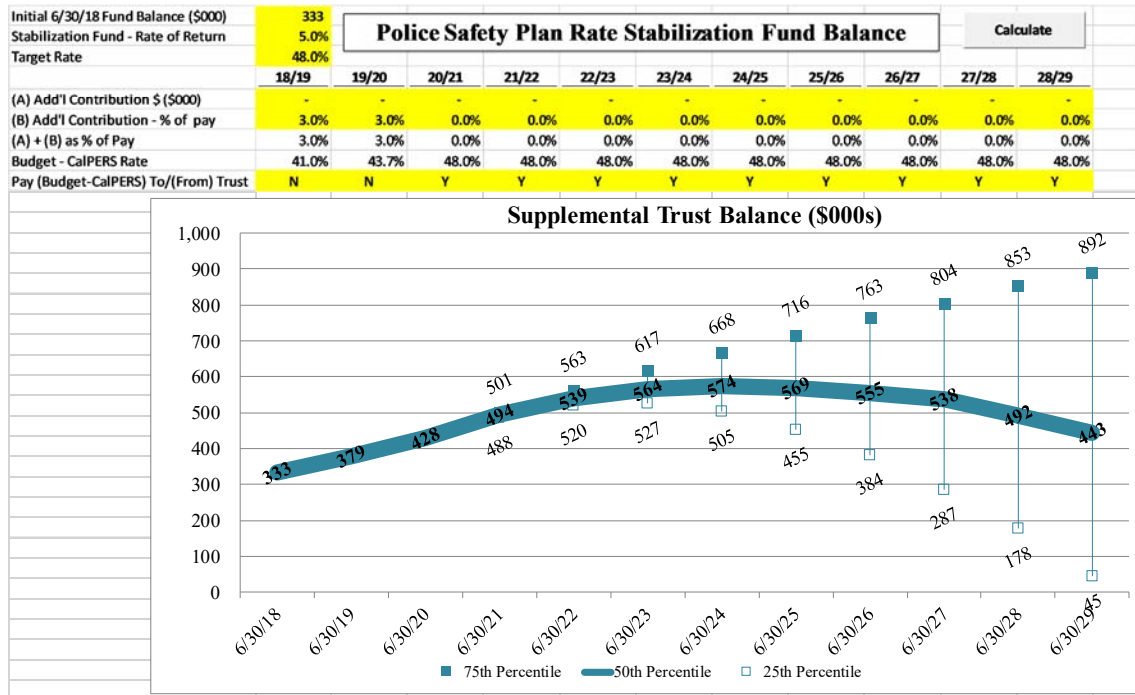 Initial 6/30/18 Fund Balance ($000) 333
Stabilization Fund - Rate of Return 5.0%
Target Rate 48.0%
Police Safety Plan Rate Stabilization Fund Balance
Calculate
18/19 19/20 20/21 21/22 22/23 23/24 24/25 25/26 26/27 27/28 28/29
(A) Add'l Contribution $ ($000) - - - - - - - - - - -
(B) Add'l Contribution - % of pay 3.0% 3.0% 0.0% 0.0% 0.0% 0.0% 0.0% 0.0% 0.0% 0.0% 0.0%
(A) + (B) as % of Pay 3.0% 3.0% 0.0% 0.0% 0.0% 0.0% 0.0% 0.0% 0.0% 0.0% 0.0%
Budget - CalPERS Rate 41.0% 43.7% 48.0% 48.0% 48.0% 48.0% 48.0% 48.0% 48.0% 48.0% 48.0%
Pay (Budget-CalPERS) To/(From) Trust N N Y Y Y Y Y Y Y Y Y
Supplemental Trust Balance ($000s)
1,000
900
800
700
600
500
400
300
200
100
0
501 563 617 668 716 763 804 853 892
333 379 428 494 539 564 574 569 555 538 492 443
488 520 527 505 455 384 287 178 45
6/30/18 6/30/19 6/30/20 6/30/21 6/30/22 6/30/23 6/30/24 6/30/25 6/30/26 6/30/27 6/30/28 6/30/29
75th Percentile 50th Percentile 25th Percentile